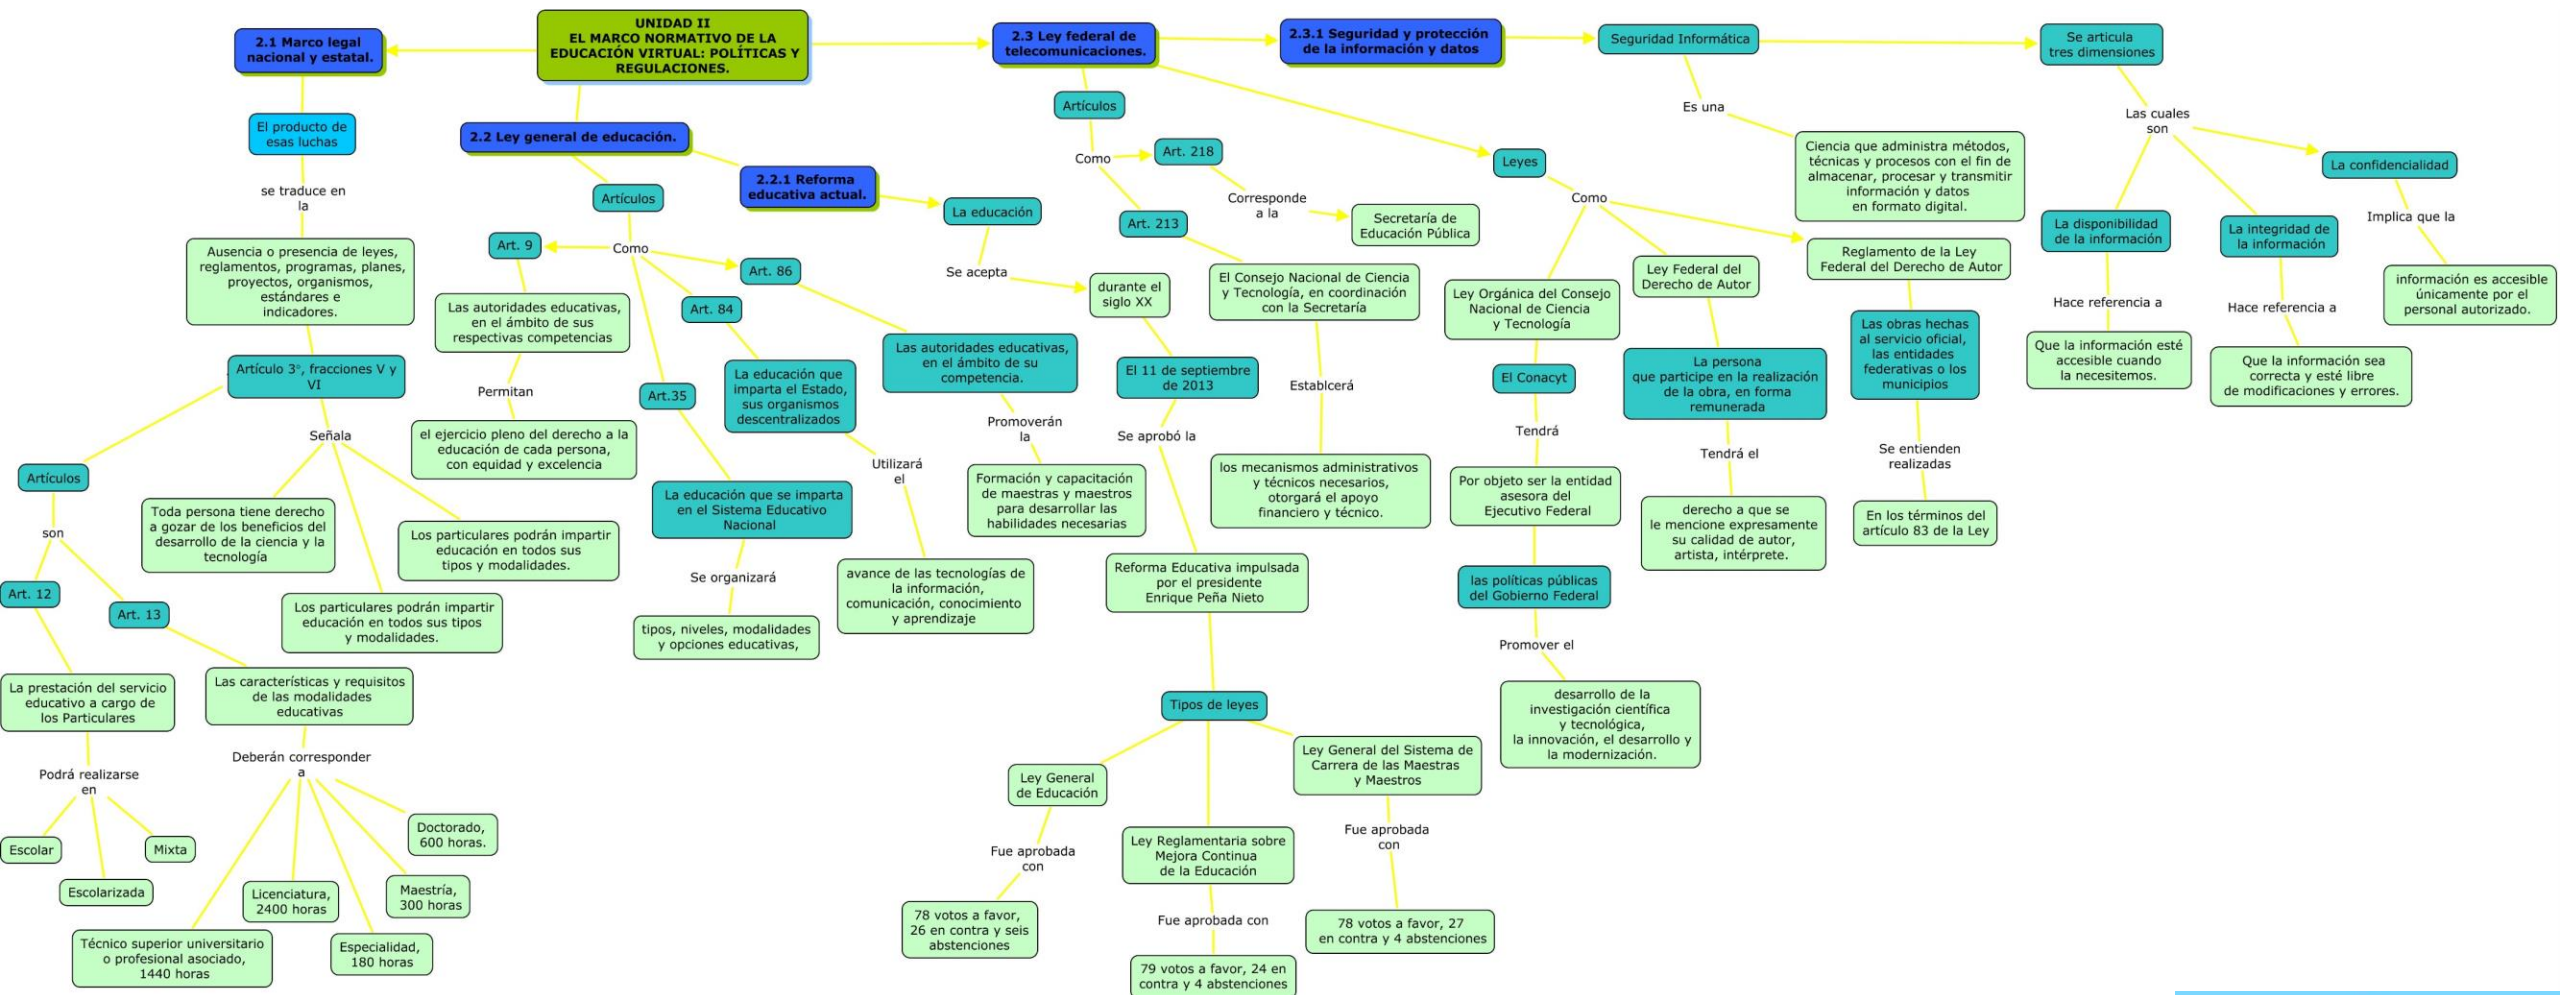 UNIDAD II
EL MARCO NORMATIVO DE LA
EDUCACIÓN VIRTUAL: POLÍTICAS Y
REGULACIONES.
2.1 Marco legal
nacional y estatal.
El producto de
esas luchas
se traduce en
la
Ausencia o presencia de leyes,
reglamentos, programas, planes,
proyectos, organismos,
estándares e
indicadores.
Artículo 3°, fracciones V y
VI
Artículos
son
Art. 12
La prestación del servicio
educativo a cargo de
los Particulares
Podrá realizarse
en
Escolar
Escolarizada
Mixta
Art. 13
Las características y requisitos
de las modalidades
educativas
Deberán corresponder
a
Técnico superior universitario
o profesional asociado,
1440 horas
Licenciatura,
2400 horas
Especialidad,
180 horas
Maestría,
300 horas
Doctorado,
600 horas.
Señala
Toda persona tiene derecho
a gozar de los beneficios del
desarrollo de la ciencia y la
tecnología
Los particulares podrán impartir
educación en todos sus tipos
y modalidades.
Los particulares podrán impartir
educación en todos sus
tipos y modalidades.
2.2 Ley general de educación.
Artículos
Como
Art. 9
Las autoridades educativas,
en el ámbito de sus
respectivas competencias
Permitan
el ejercicio pleno del derecho a la
educación de cada persona,
con equidad y excelencia
Art.35
La educación que se imparta
en el Sistema Educativo
Nacional
Se organizará
tipos, niveles, modalidades
y opciones educativas,
Art. 84
La educación que
imparta el Estado,
sus organismos
descentralizados
Utilizará
el
avance de las tecnologías de
la información,
comunicación, conocimiento
y aprendizaje
Art. 86
Las autoridades educativas,
en el ámbito de su
competencia.
Promoverán
la
Formación y capacitación
de maestras y maestros
para desarrollar las
habilidades necesarias
2.2.1 Reforma
educativa actual.
La educación
Se acepta
durante el
siglo XX
El 11 de septiembre
de 2013
Se aprobó la
Reforma Educativa impulsada
por el presidente
Enrique Peña Nieto
Tipos de leyes
Ley General
de Educación
Fue aprobada
con
78 votos a favor,
26 en contra y seis
abstenciones
Ley Reglamentaria sobre
Mejora Continua
de la Educación
Fue aprobada con
79 votos a favor, 24 en
contra y 4 abstenciones
Ley General del Sistema de
Carrera de las Maestras
y Maestros
Fue aprobada
con
78 votos a favor, 27
en contra y 4 abstenciones
2.3 Ley federal de
telecomunicaciones.
Artículos
Como
Art. 218
Corresponde
a la
Secretaría de
Educación Pública
Art. 213
El Consejo Nacional de Ciencia
y Tecnología, en coordinación
con la Secretaría
Establcerá
los mecanismos administrativos
y técnicos necesarios,
otorgará el apoyo
financiero y técnico.
Leyes
Como
Ley Orgánica del Consejo
Nacional de Ciencia
y Tecnología
El Conacyt
Tendrá
Por objeto ser la entidad
asesora del
Ejecutivo Federal
las políticas públicas
del Gobierno Federal
Promover el
desarrollo de la
investigación científica
y tecnológica,
la innovación, el desarrollo y
la modernización.
Ley Federal del
Derecho de Autor
La persona
que participe en la realización
de la obra, en forma
remunerada
Tendrá el
derecho a que se
le mencione expresamente
su calidad de autor,
artista, intérprete.
Reglamento de la Ley
Federal del Derecho de Autor
Las obras hechas
al servicio oficial,
las entidades
federativas o los
municipios
Se entienden
realizadas
En los términos del
artículo 83 de la Ley
2.3.1 Seguridad y protección
de la información y datos
Seguridad Informática
Es una
Ciencia que administra métodos,
técnicas y procesos con el fin de
almacenar, procesar y transmitir
información y datos
en formato digital.
Se articula
tres dimensiones
Las cuales
son
La disponibilidad
de la información
Hace referencia a
Que la información esté
accesible cuando
la necesitemos.
La integridad de
la información
Hace referencia a
Que la información sea
correcta y esté libre
de modificaciones y errores.
La confidencialidad
Implica que la
información es accesible
únicamente por el
personal autorizado.